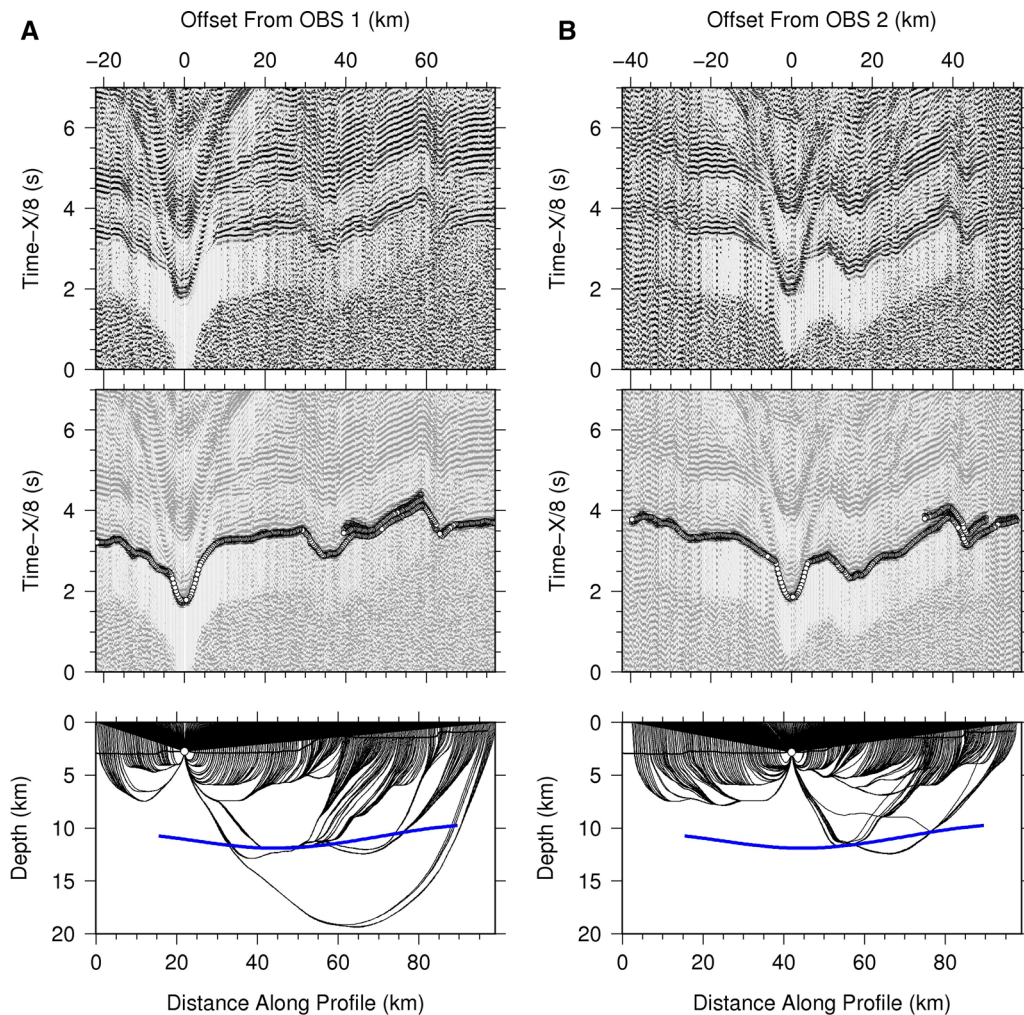 A
Offset From OBS 1 (km)
−20 0 20 40 60
Time−X/8 (s)
6
4
2
0
Time−X/8 (s)
6
4
2
0
Depth (km)
0
5
10
15
20
0 20 40 60 80
Distance Along Profile (km)
B
Offset From OBS 2 (km)
−40 −20 0 20 40
Time−X/8 (s)
6
4
2
0
Time−X/8 (s)
6
4
2
0
Depth (km)
0
5
10
15
20
0 20 40 60 80
Distance Along Profile (km)